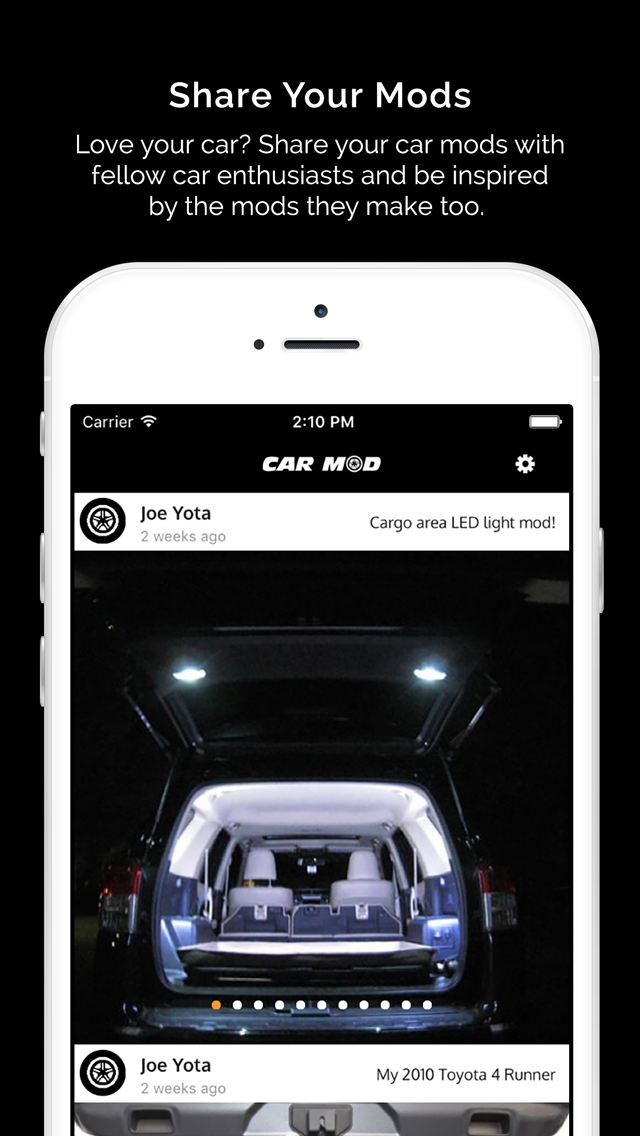 Share Your Mods
Love your car? Share your car mods with
fellow car enthusiasts and be inspired
by the mods they make too.
Carrier 2:10 PM
CAR MOD
Joe Yota
2 weeks ago
Cargo area LED light mod!
Joe Yota
2 weeks ago
My 2010 Toyota 4 Runner